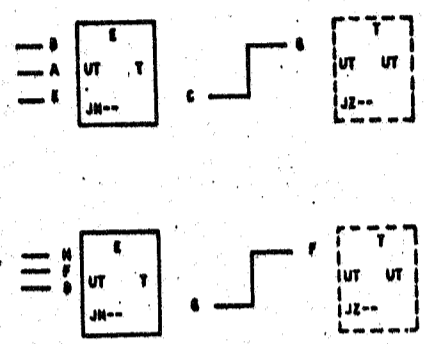 E T
B G
A UT T UT UT
E
C
JN-- JZ--
E T
H F
F UT T UT UT
B
G
JN-- JZ--